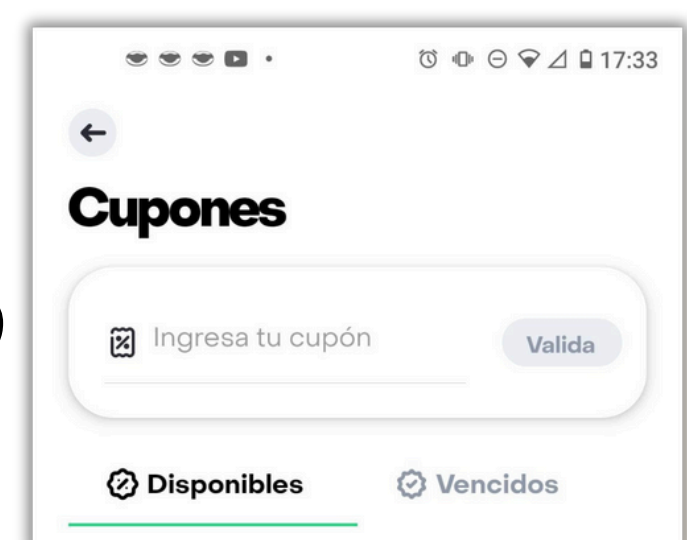 17:33
Cupones
Ingresa tu cupón
Valida
Disponibles
Vencidos